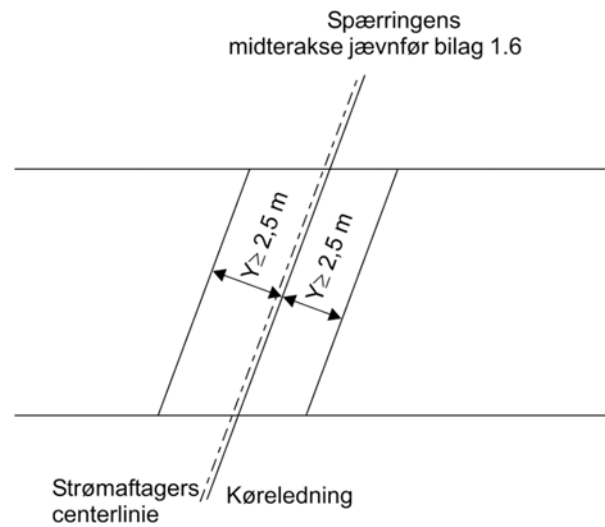 Spærringens
midterakse jævnfør bilag 1.6
Y≥ 2,5 m
Y≥ 2,5 m
Strømaftagers
centerlinie
Køreledning